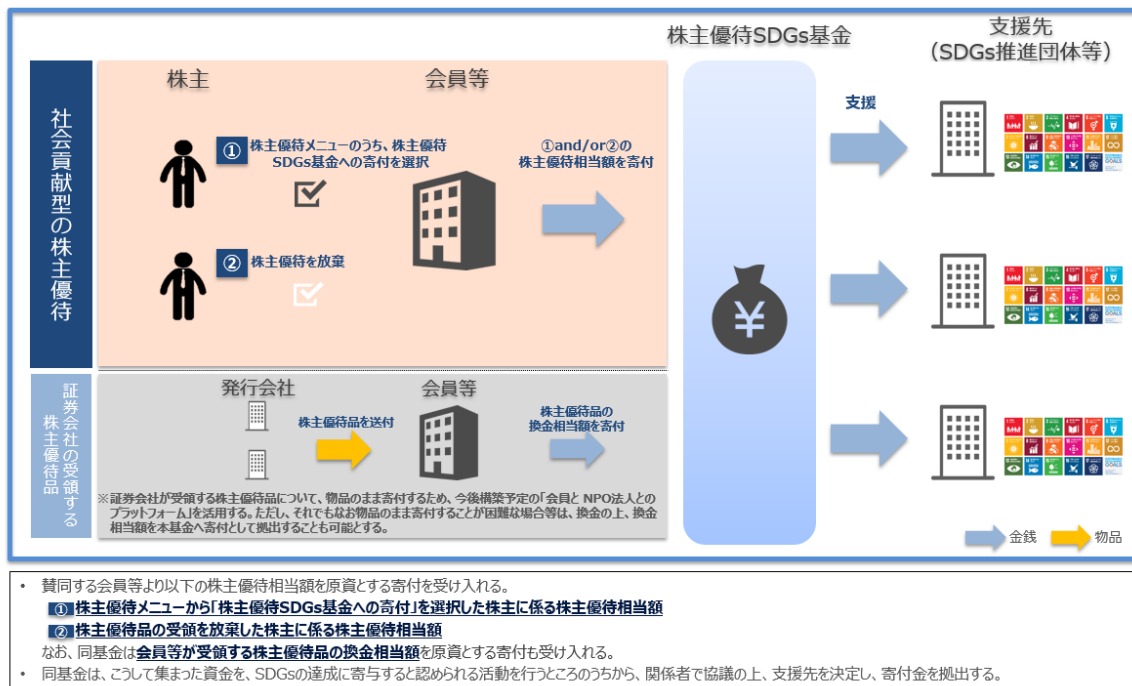 株主優待SDGs基金
支援先
（SDGs推進団体等）
社会貢献型の株主優待
株主
会員等
① 株主優待メニューのうち、株主優待
SDGs基金への寄付を選択
①and/or②の
株主優待相当額を寄付
② 株主優待を放棄
支援
¥
証券会社の受領する
株主優待品
発行会社
会員等
株主優待品を送付
株主優待品の
換金相当額を寄付
※証券会社が受領する株主優待品について、物品のまま寄付するため、今後構築予定の「会員と NPO法人との
プラットフォーム」を活用する。ただし、それでもなお物品のまま寄付することが困難な場合等は、換金の上、換金
相当額を本基金へ寄付として拠出することも可能とする。
金銭
物品
・ 賛同する会員等より以下の株主優待相当額を原資とする寄付を受け入れる。
① 株主優待メニューから「株主優待SDGs基金への寄付」を選択した株主に係る株主優待相当額
② 株主優待品の受領を放棄した株主に係る株主優待相当額
なお、同基金は会員等が受領する株主優待品の換金相当額を原資とする寄付も受け入れる。
・ 同基金は、こうして集まった資金を、SDGsの達成に寄与すると認められる活動を行うところのうちから、関係者で協議の上、支援先を決定し、寄付金を拠出する。